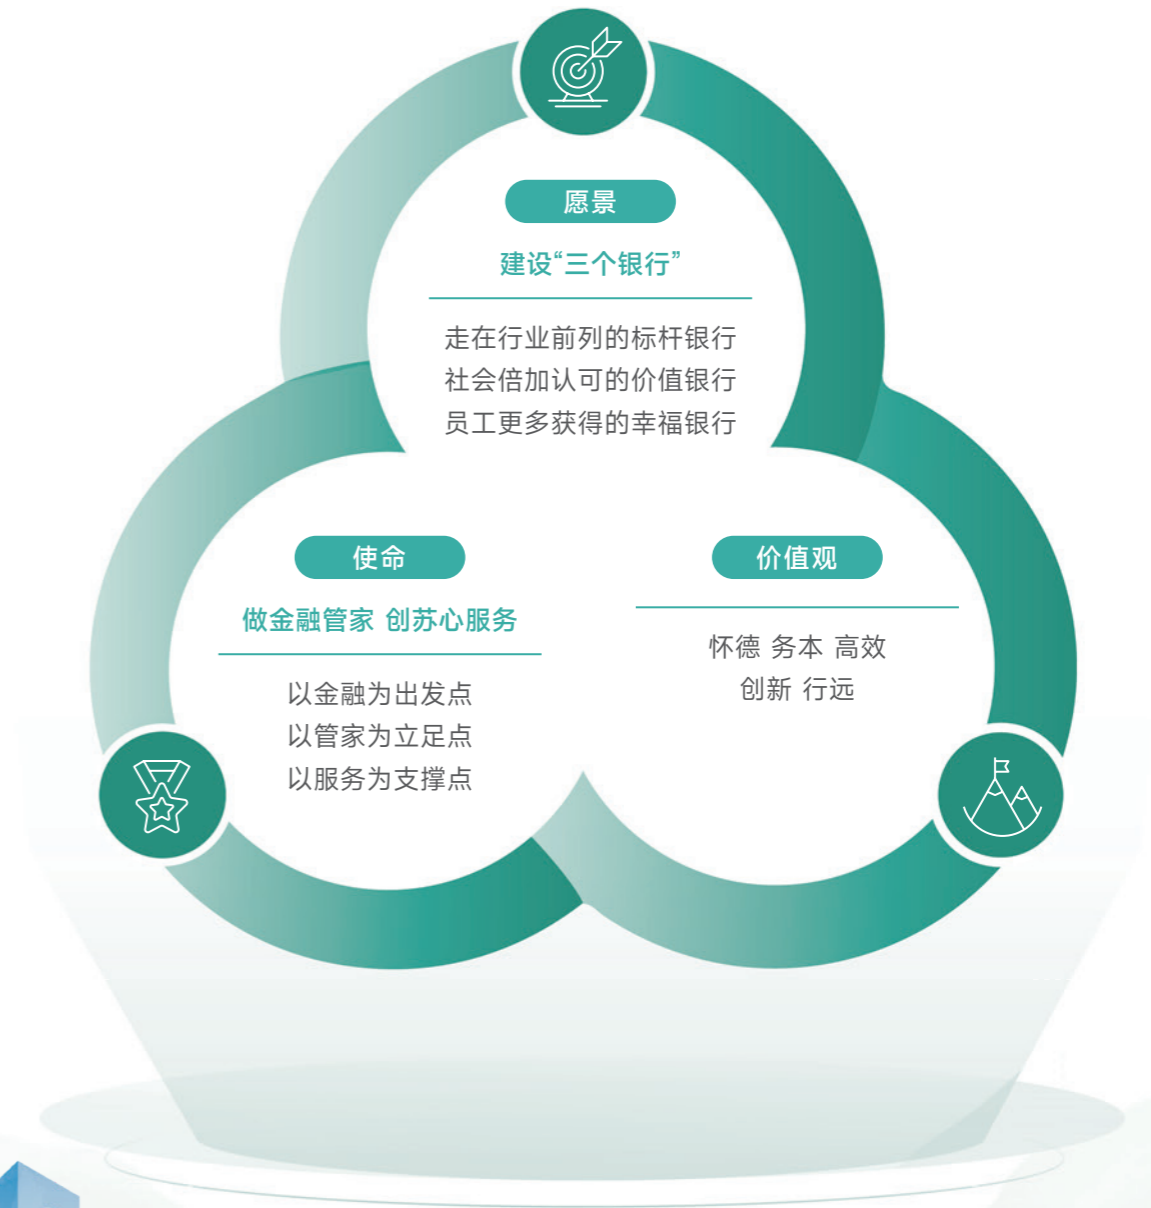 愿景
建设“三个银行”
走在行业前列的标杆银行
社会倍加认可的价值银行
员工更多获得的幸福银行
使命
做金融管家 创苏心服务
以金融为出发点
以管家为立足点
以服务为支撑点
价值观
怀德 务本 高效
创新 行远